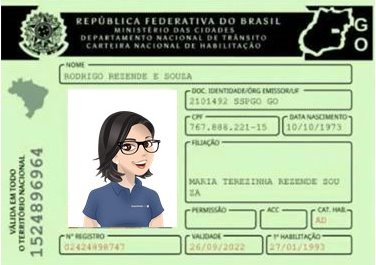 REPÚBLICA FEDERATIVA DO BRASIL
MINISTÉRIO DAS CIDADES
DEPARTAMENTO NACIONAL DE TRÂNSITO
CARTEIRA NACIONAL DE HABILITAÇÃO
GO
NOME
RODRIGO REZENDE E SOUZA
DOC. IDENTIDADE/ÓRG EMISSOR/UF
2101492 SSPGO GO
CPF
DATA NASCIMENTO
767.888.221-15
10/10/1973
FILIAÇÃO
MARIA TEREZINHA REZENDE SOU
ZA
PERMISSÃO
ACC
CAT. HAB.
AD
Nº REGISTRO
VALIDADE
1ª HABILITAÇÃO
02424898747
26/09/2022
27/01/1993
VÁLIDA EM TODO
O TERRITÓRIO NACIONAL
1524896964